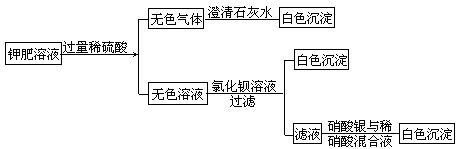 无色气体
澄清石灰水
白色沉淀
钾肥溶液
过量稀硫酸
白色沉淀
无色溶液
氯化钡溶液
过滤
滤液
硝酸银与稀
硝酸混合液
白色沉淀